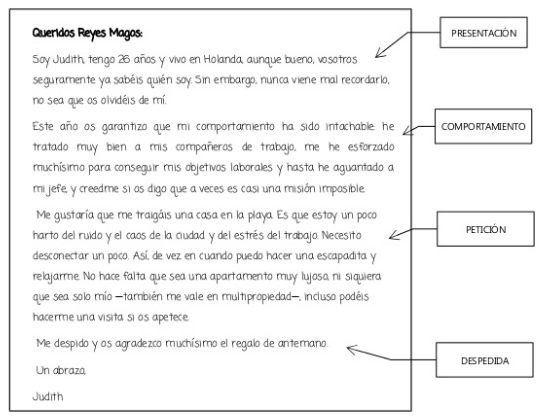 Queridos Reyes Magos:
PRESENTACIÓN
Soy Judith, tengo 26 años y vivo en Holanda, aunque bueno, vosotros
seguramente ya sabéis quién soy. Sin embargo, nunca viene mal recordarlo,
no sea que os olvidéis de mí.
COMPORTAMIENTO
Este año os garantizo que mi comportamiento ha sido intachable: he
tratado muy bien a mis compañeros de trabajo, me he esforzado
muchísimo para conseguir mis objetivos laborales y hasta he aguantado a
mi jefe, y creedme si os digo que a veces es casi una misión imposible.
PETICIÓN
Me gustaría que me traigáis una casa en la playa. Es que estoy un poco
harto del ruido y el caos de la ciudad y del estrés del trabajo. Necesito
desconectar un poco. Así, de vez en cuando puedo hacer una escapadita y
relajarme. No hace falta que sea una apartamento muy lujoso, ni siquiera
que sea solo mío —también me vale en multipropiedad—, incluso podéis
hacerme una visita si os apetece.
DESPEDIDA
Me despido y os agradezco muchísimo el regalo de antemano.
Un abrazo,
Judith